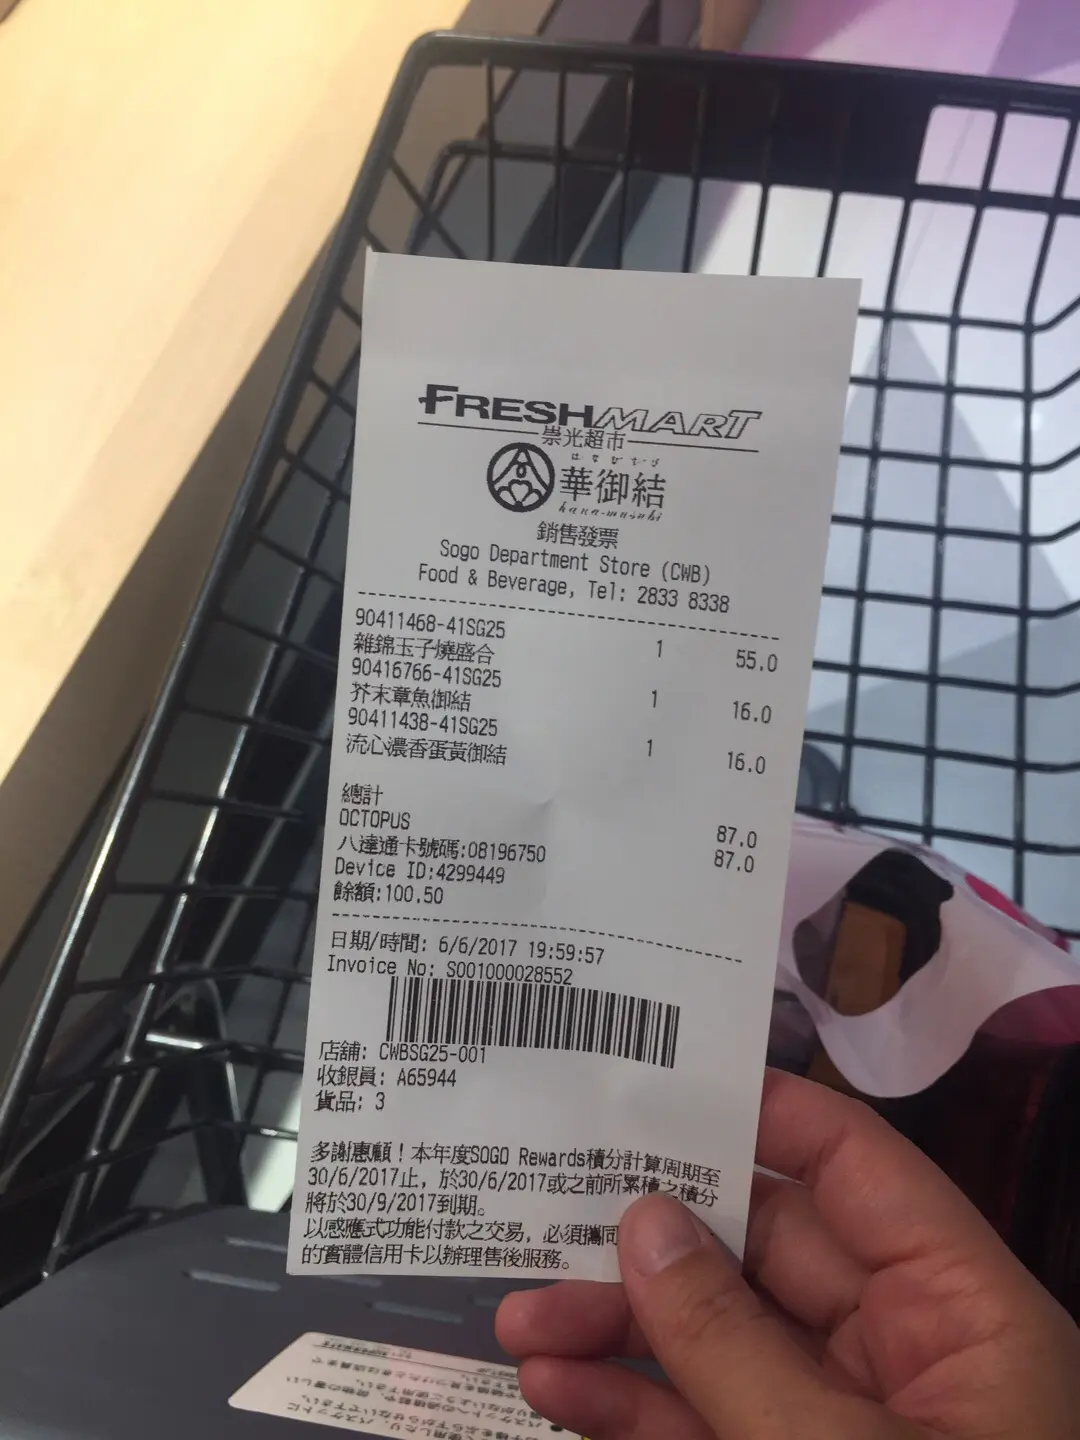 FRESHMART
崇光超市
はなむすび
華御結
hana-musubi
銷售發票
Sogo Department Store (CWB)
Food & Beverage, Tel: 2833 8338
90411468-41SG25 1 55.0
雜錦玉子燒盛合
90416766-41SG25 1 16.0
芥末章魚御結
90411438-41SG25 1 16.0
流心濃香蛋黃御結
總計 87.0
OCTOPUS 87.0
八達通卡號碼:08196750
Device ID:4299449
餘額:100.50
日期/時間: 6/6/2017 19:59:57
Invoice No: S001000028552
店舖: CWBSG25-001
收銀員: A65944
貨品: 3
多謝惠顧！本年度SOGO Rewards積分計算周期至
30/6/2017止，於30/6/2017或之前所累積之積分
將於30/9/2017到期。
以感應式功能付款之交易，必須攜同
的實體信用卡以辦理售後服務。